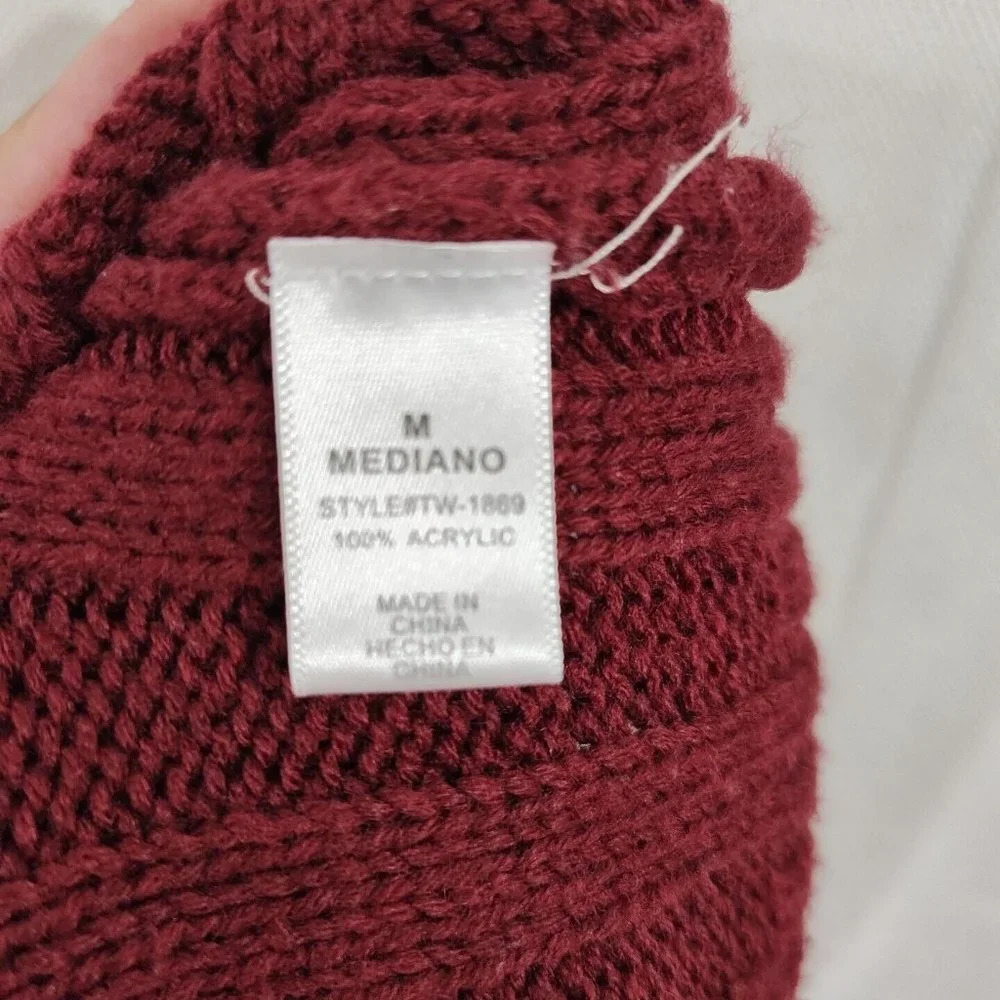 M
MEDIANO
STYLE#TW-1869
100% ACRYLIC
MADE IN
CHINA
HECHO EN
CHINA